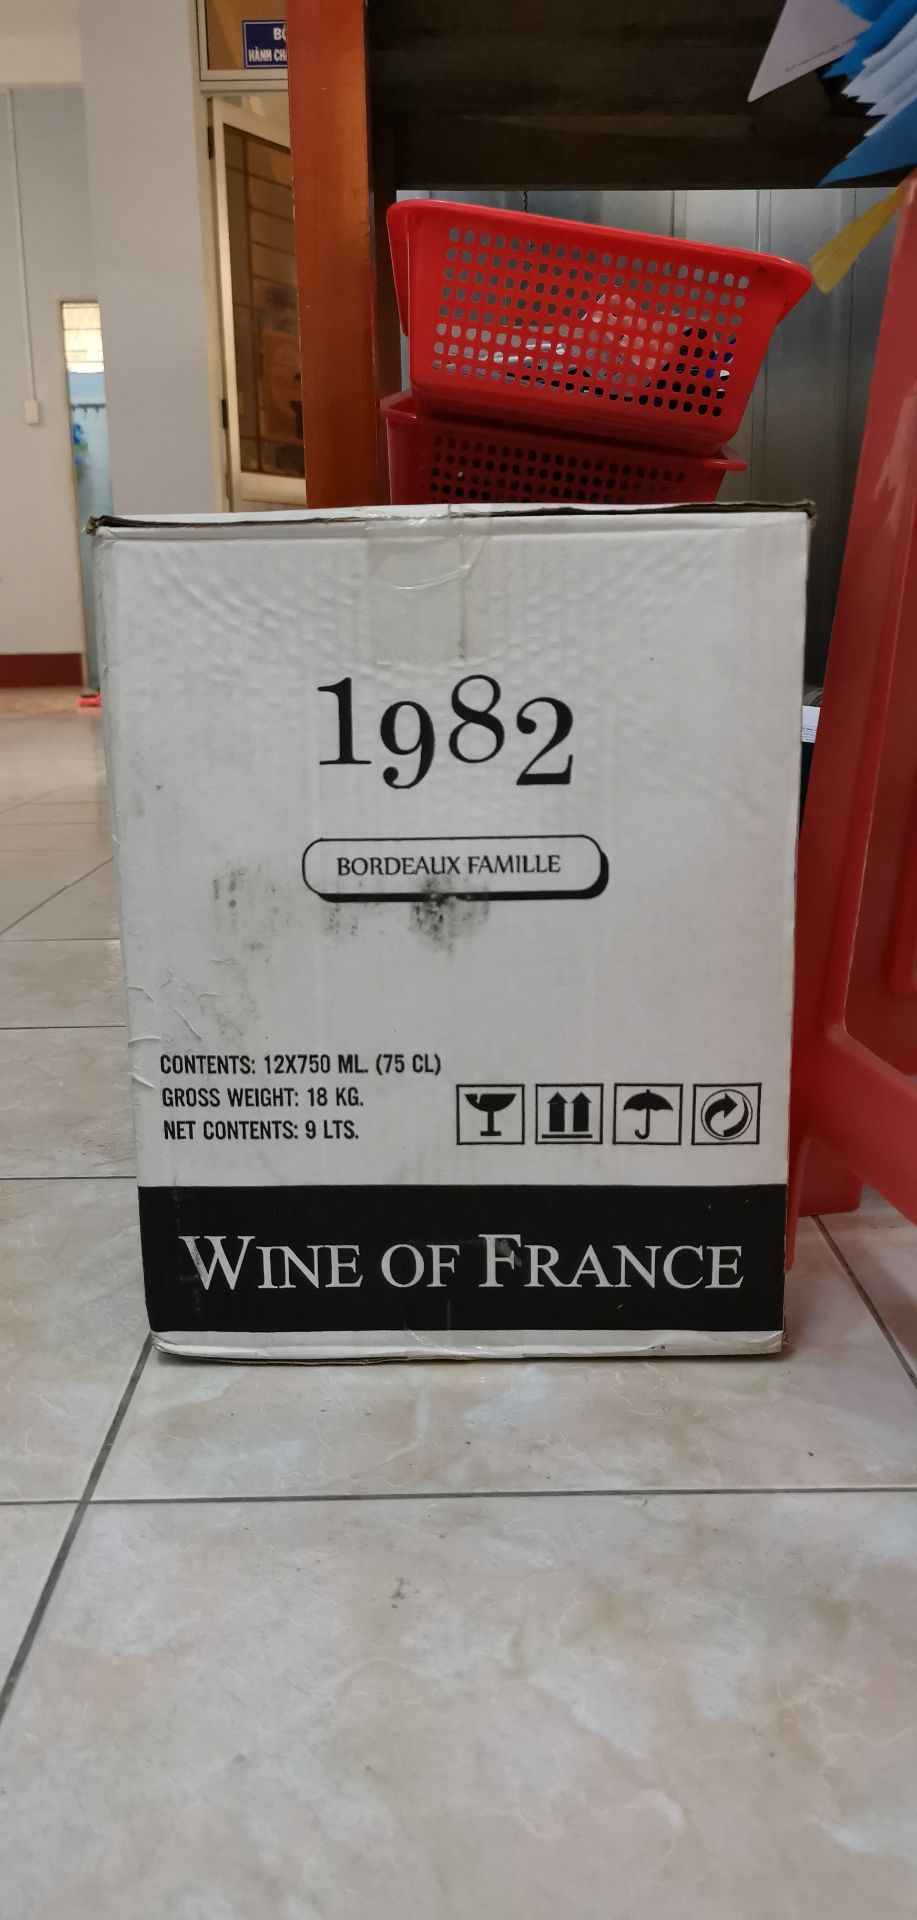 HÀNH
1982
BORDEAUX FAMILLE
CONTENTS: 12X750 ML. (75 CL)
GROSS WEIGHT: 18 KG.
NET CONTENTS: 9 LTS.
WINE OF FRANCE